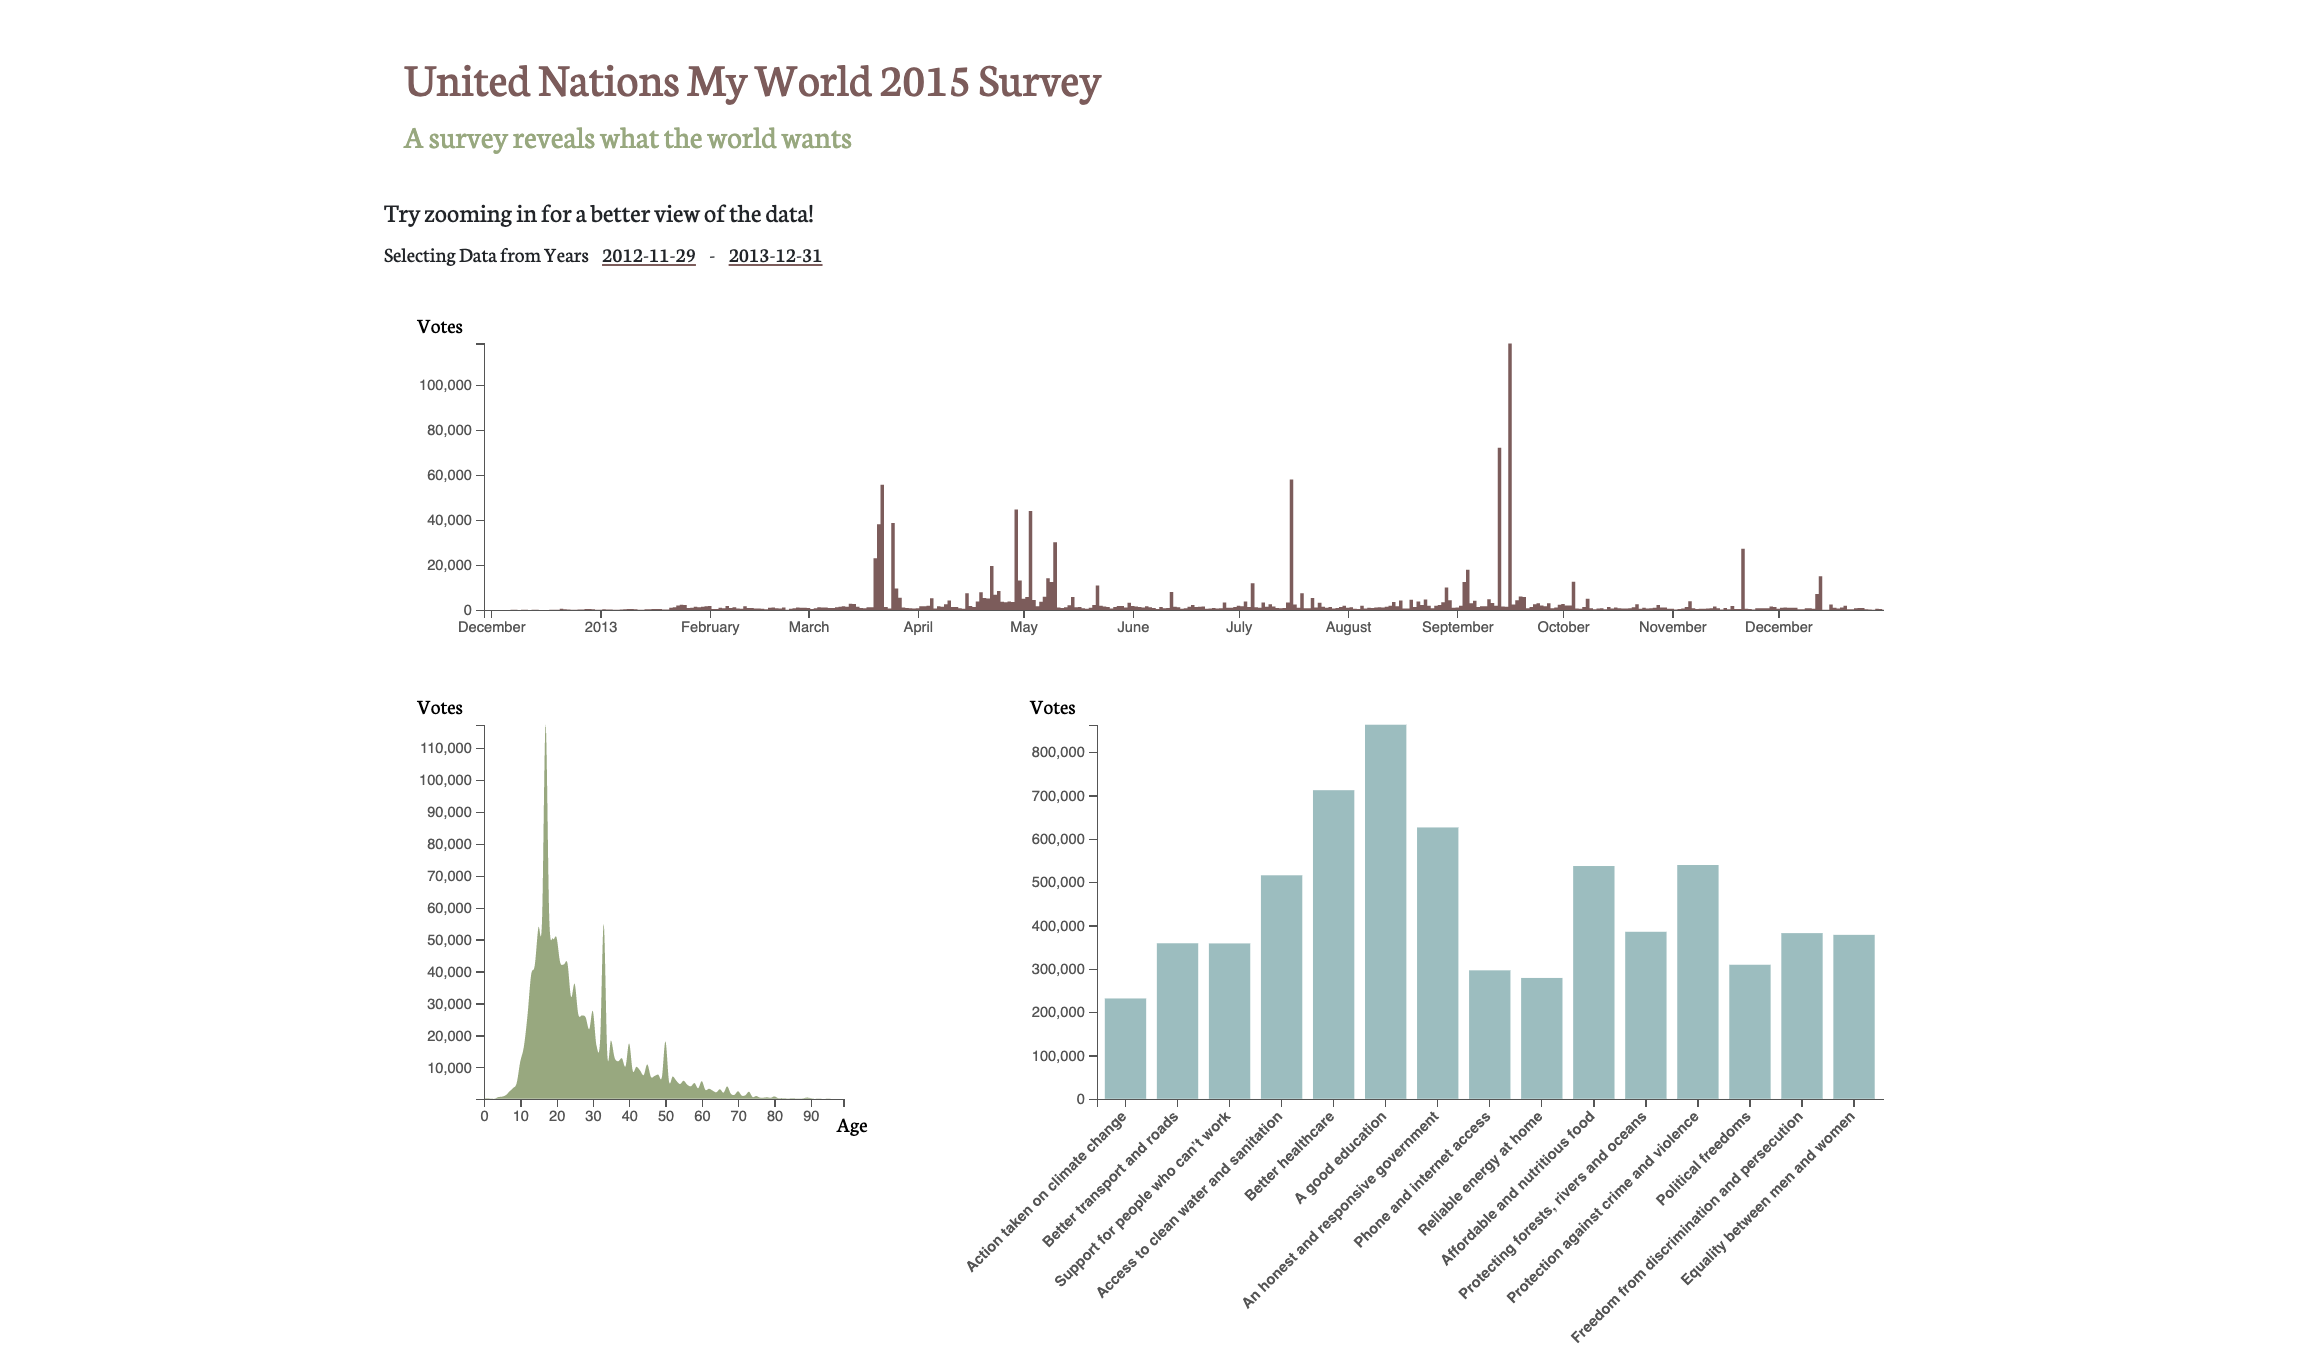 United Nations My World 2015 Survey
A survey reveals what the world wants
Try zooming in for a better view of the data!
Selecting Data from Years 2012-11-29 - 2013-12-31
Votes
100,000
80,000
60,000
40,000
20,000
0
December 2013 February March April May June July August September October November December
Votes
110,000
100,000
90,000
80,000
70,000
60,000
50,000
40,000
30,000
20,000
10,000
0 10 20 30 40 50 60 70 80 90
Age
Votes
800,000
700,000
600,000
500,000
400,000
300,000
200,000
100,000
0
Action taken on climate change
Better transport and roads
Support for people who can't work
Access to clean water and sanitation
Better healthcare
A good education
An honest and responsive government
Phone and internet access
Reliable energy at home
Affordable and nutritious food
Protecting forests, rivers and oceans
Protection against crime and violence
Political freedoms
Freedom from discrimination and persecution
Equality between men and women